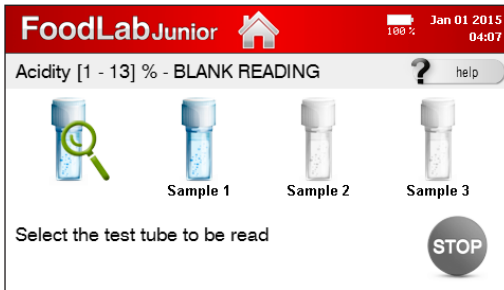 FoodLab Junior
100 %
Jan 01 2015
04:07
Acidity [1 - 13] % - BLANK READING
? help
Sample 1
Sample 2
Sample 3
Select the test tube to be read
STOP